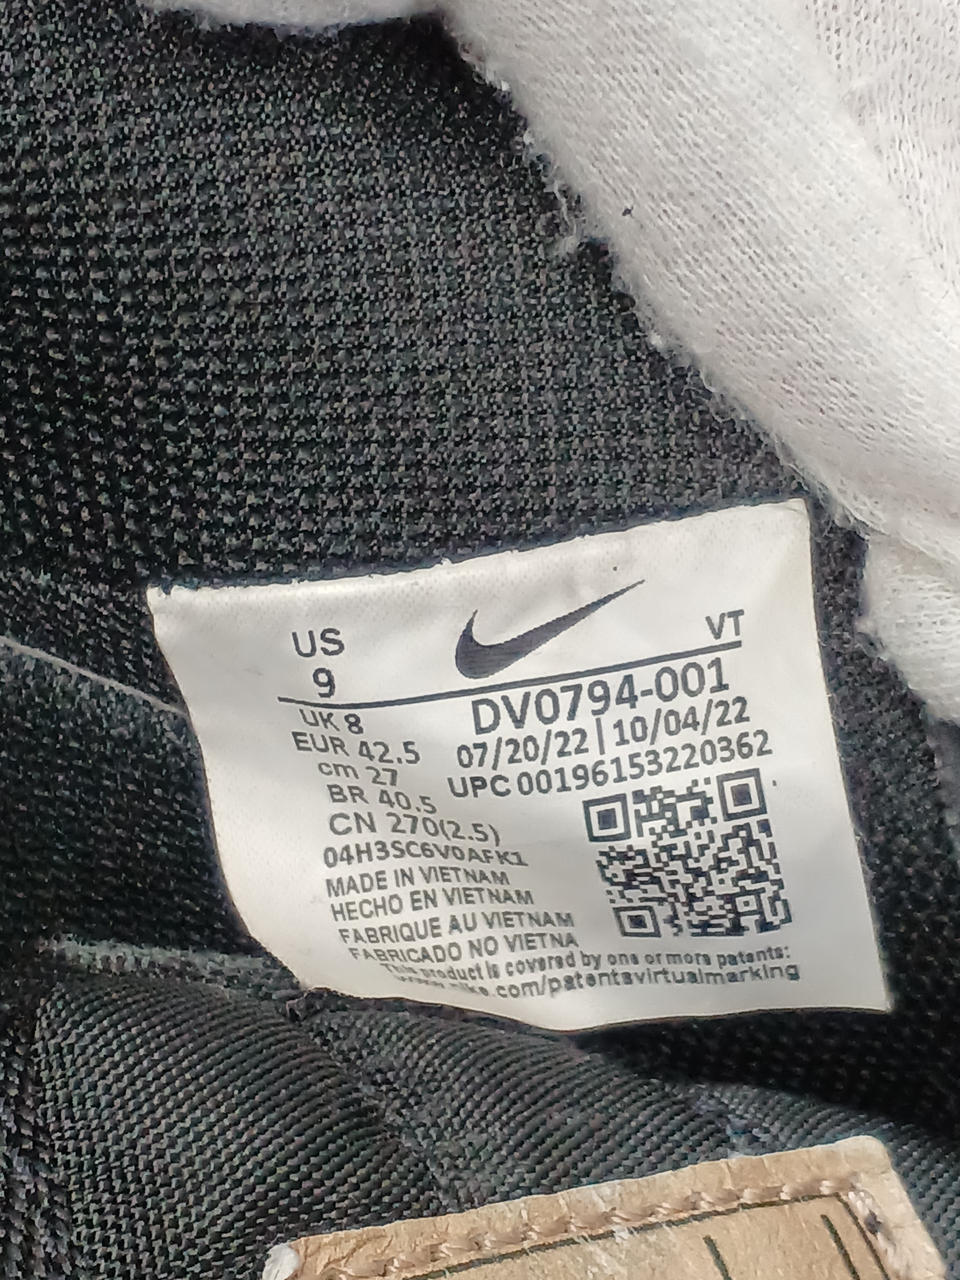 US
9
VT
UK 8
EUR 42.5
cm 27
BR 40.5
CN 270(2.5)
04H3SC6V0AFK1
DV0794-001
07/20/22 | 10/04/22
UPC 00196153220362
MADE IN VIETNAM
HECHO EN VIETNAM
FABRIQUE AU VIETNAM
FABRICADO NO VIETNA
This product is covered by one or more patents:
.com/patentsvirtualmarking